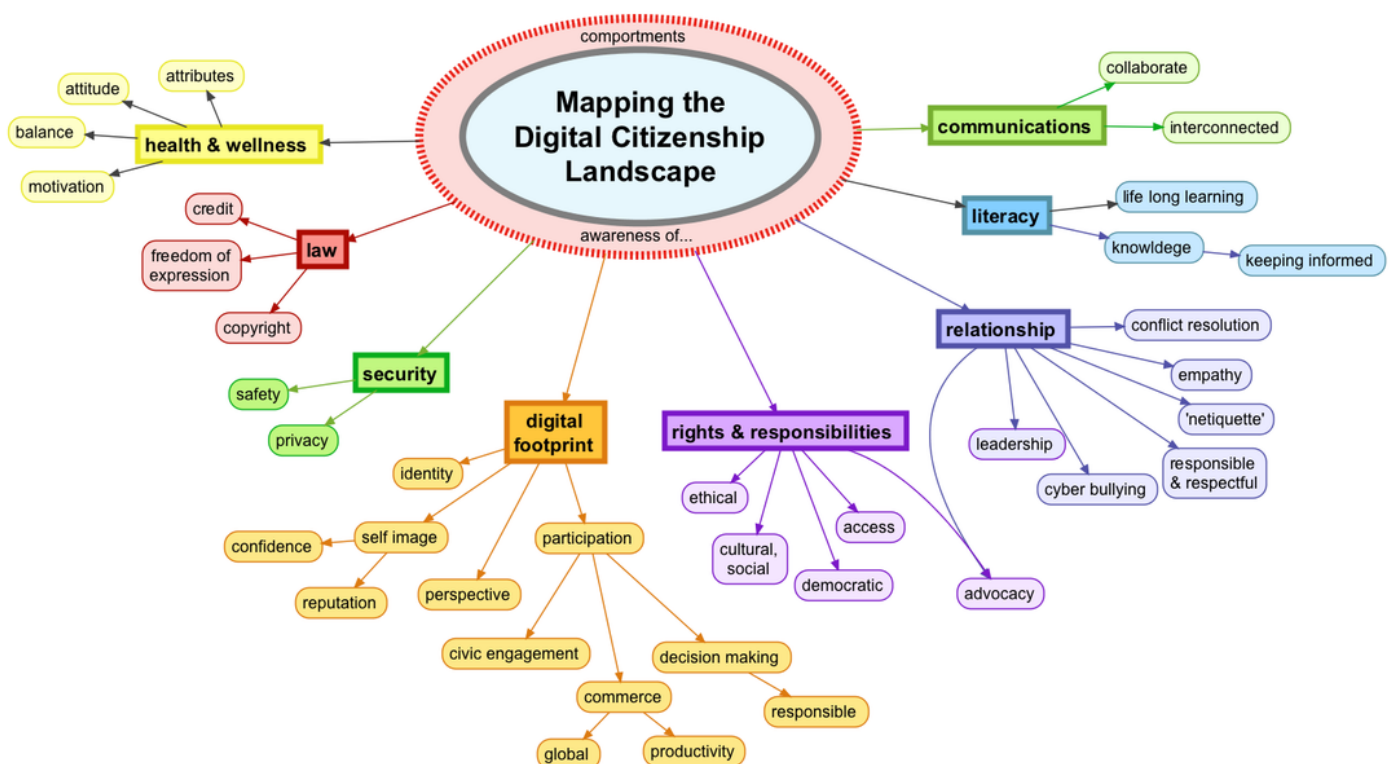 comportments
Mapping the
Digital Citizenship
Landscape
awareness of...
health & wellness
attributes
attitude
balance
motivation
law
credit
freedom of
expression
copyright
security
safety
privacy
digital
footprint
identity
self image
confidence
reputation
perspective
participation
civic engagement
commerce
global
productivity
decision making
responsible
rights & responsibilities
ethical
cultural,
social
democratic
access
advocacy
relationship
conflict resolution
empathy
'netiquette'
responsible
& respectful
cyber bullying
leadership
literacy
life long learning
knowldege
keeping informed
communications
collaborate
interconnected